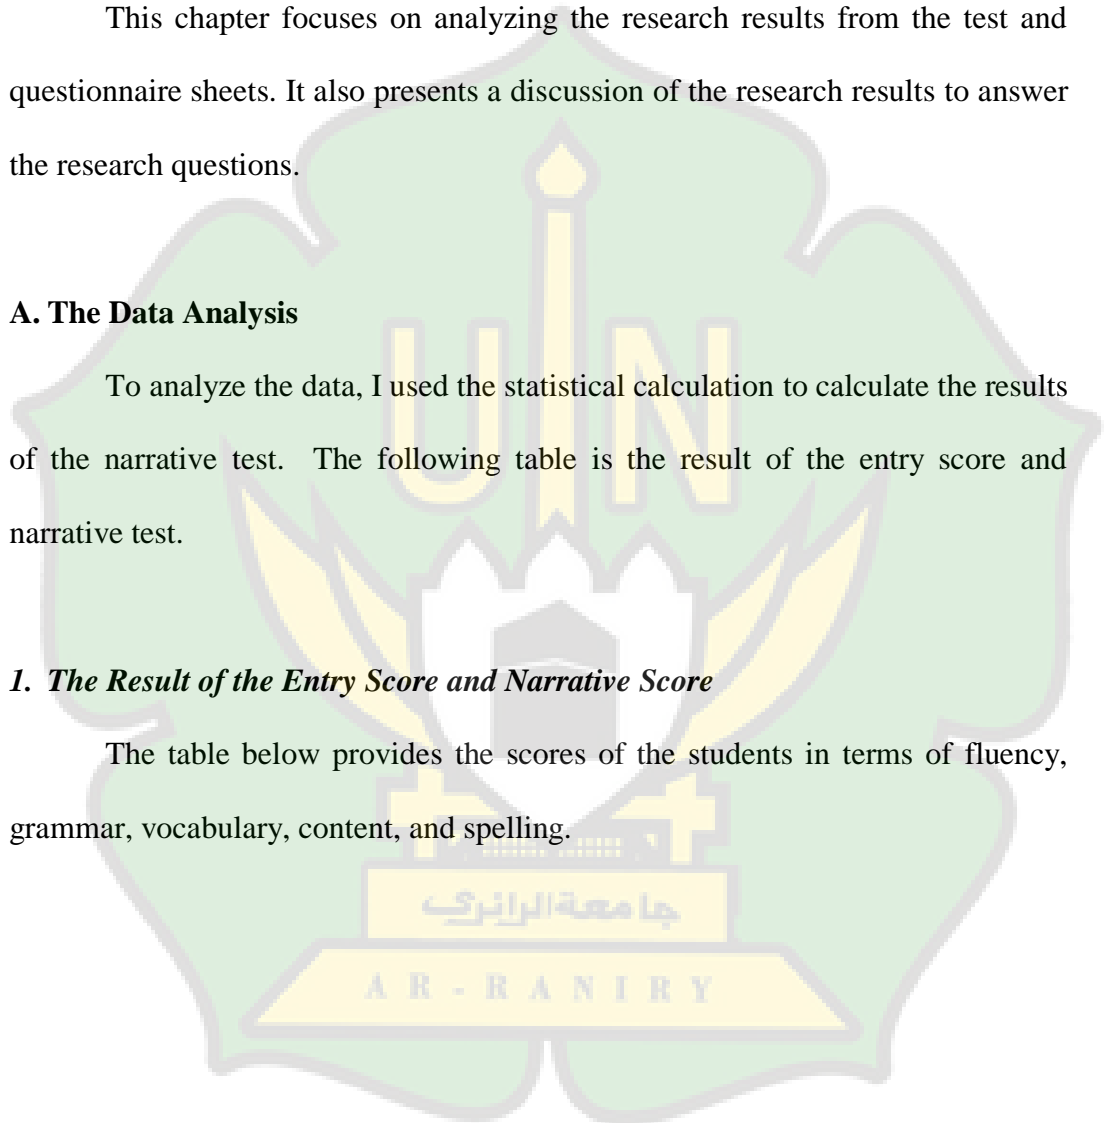 This chapter focuses on analyzing the research results from the test and
questionnaire sheets. It also presents a discussion of the research results to answer
the research questions.
A. The Data Analysis
To analyze the data, I used the statistical calculation to calculate the results
of the narrative test. The following table is the result of the entry score and
narrative test.
1. The Result of the Entry Score and Narrative Score
The table below provides the scores of the students in terms of fluency,
grammar, vocabulary, content, and spelling.
UIN
جامعة الرانري
AR-RANIRY